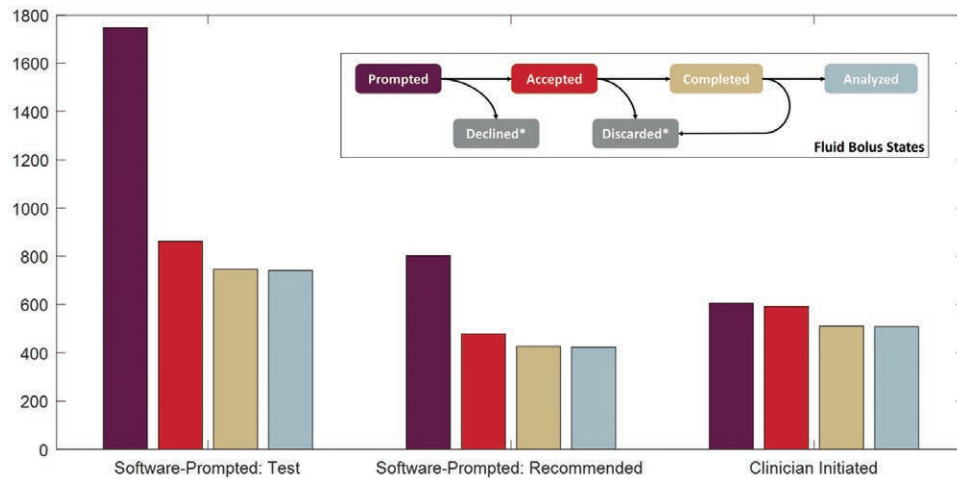 1800
1600
1400
1200
1000
800
600
400
200
0
Prompted
Accepted
Completed
Analyzed
Declined*
Discarded*
Fluid Bolus States
Software-Prompted: Test
Software-Prompted: Recommended
Clinician Initiated